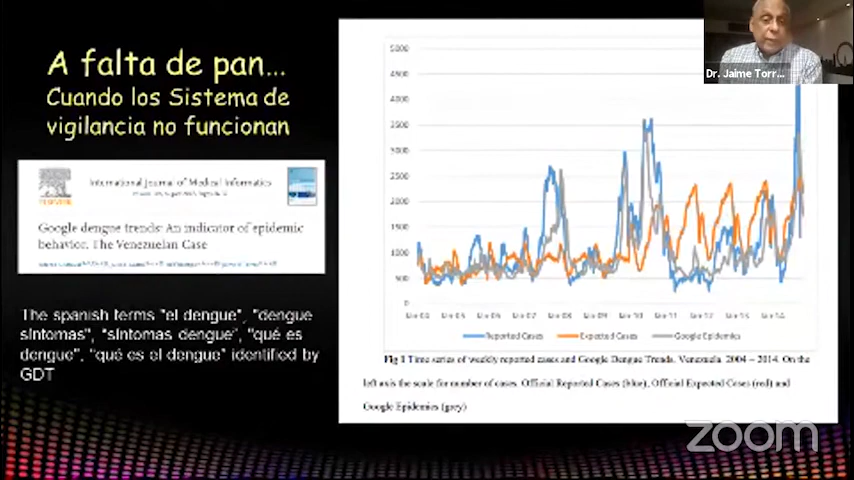 A falta de pan...
Cuando los Sistema de
vigilancia no funcionan
ELSEVIER
International Journal of Medical Informatics
Google dengue trends: An indicator of epidemic
behavior. The Venezuelan Case
The spanish terms "el dengue", "dengue
síntomas", "síntomas dengue", "qué es
dengue", "qué es el dengue" identified by
GDT
5000
4500
4000
3500
3000
2500
2000
1500
1000
500
0
Reported Cases
Expected Cases
Google Epidemics
Fig 1 Time series of weekly reported cases and Google Dengue Trends. Venezuela. 2004 – 2014. On the
left axis the scale for number of cases. Official Reported Cases (blue), Official Expected Cases (red) and
Google Epidemics (grey)
Dr. Jaime Torr...
zoom